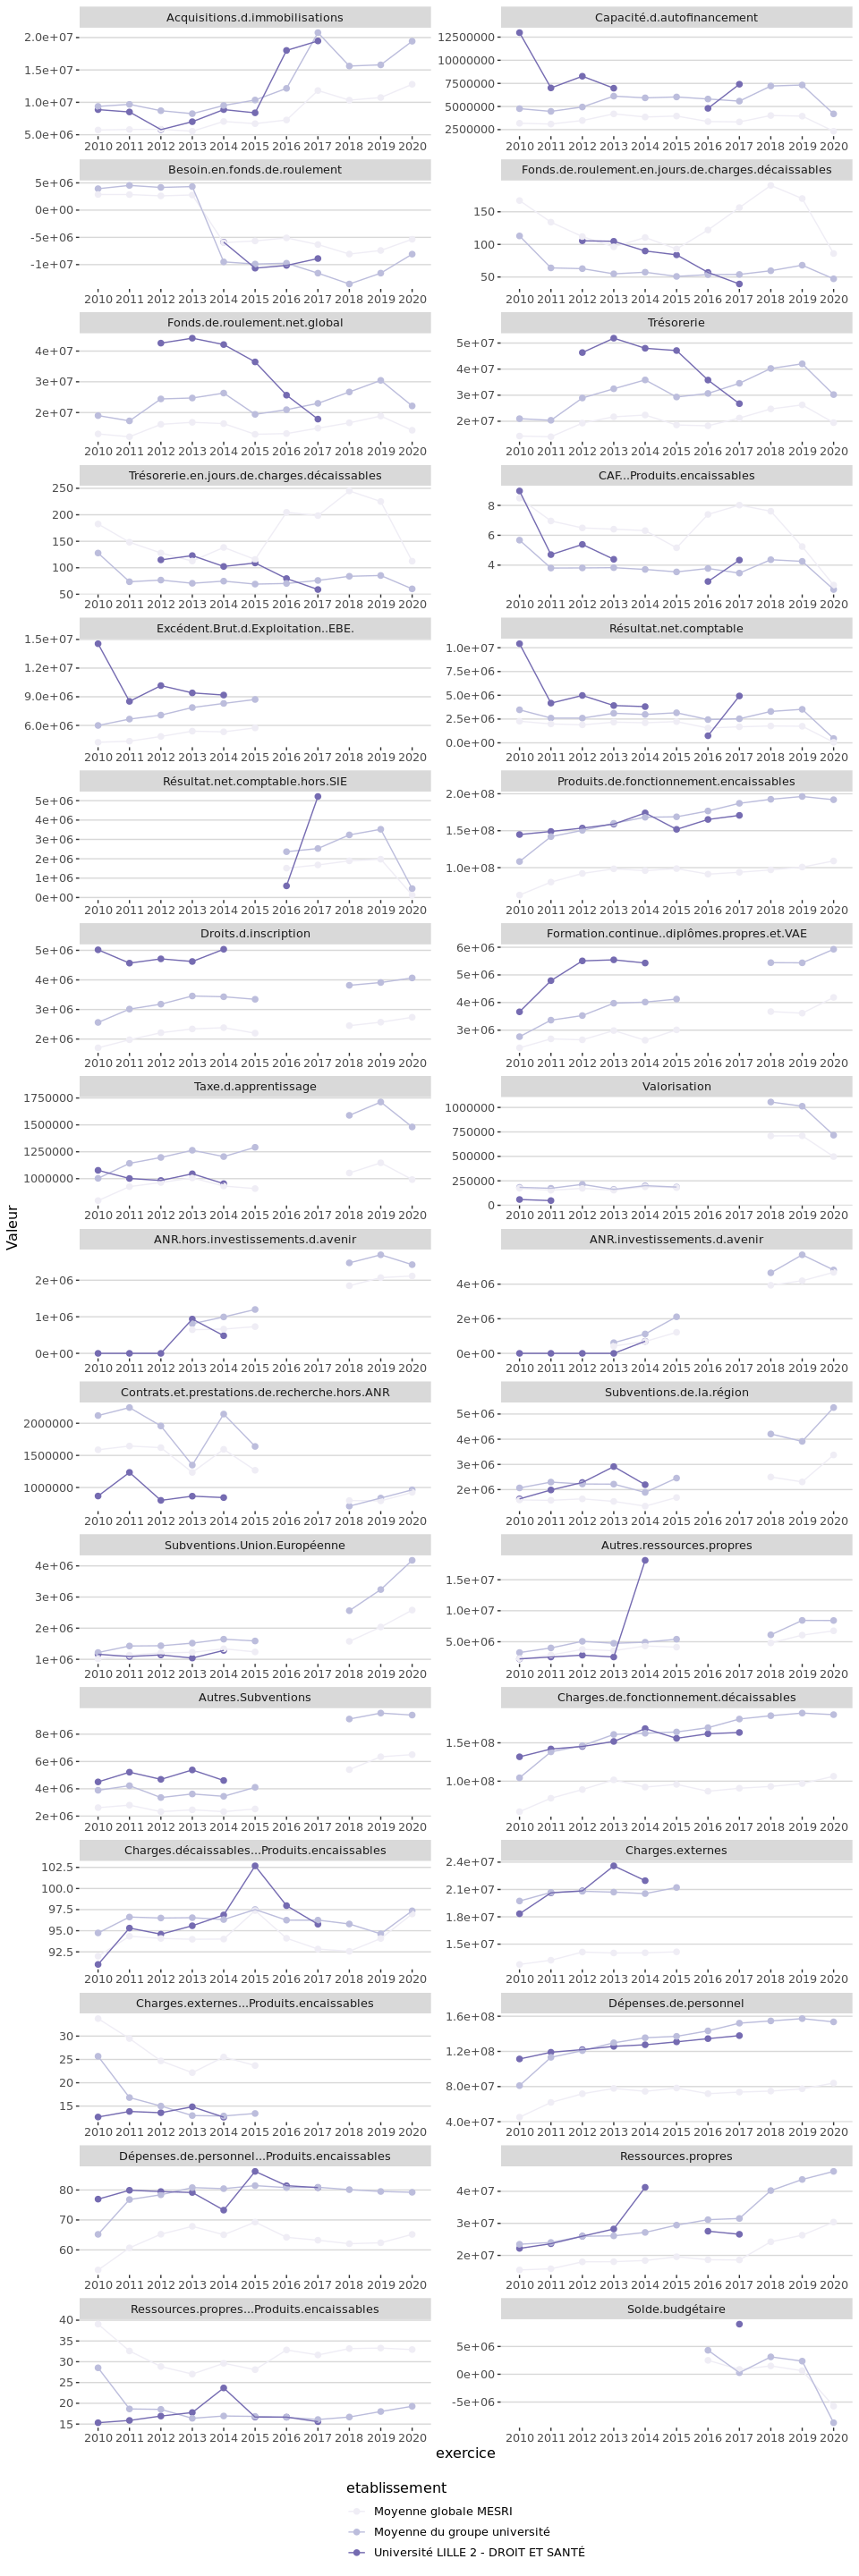 Acquisitions.d.immobilisations
Capacité.d.autofinancement
2.0e+07
1.5e+07
1.0e+07
5.0e+06
12500000
10000000
7500000
5000000
2500000
2010 2011 2012 2013 2014 2015 2016 2017 2018 2019 2020
2010 2011 2012 2013 2014 2015 2016 2017 2018 2019 2020
Besoin.en.fonds.de.roulement
Fonds.de.roulement.en.jours.de.charges.décaissables
5e+06
0e+00
-5e+06
-1e+07
150
100
50
2010 2011 2012 2013 2014 2015 2016 2017 2018 2019 2020
2010 2011 2012 2013 2014 2015 2016 2017 2018 2019 2020
Fonds.de.roulement.net.global
Trésorerie
4e+07
3e+07
2e+07
5e+07
4e+07
3e+07
2e+07
2010 2011 2012 2013 2014 2015 2016 2017 2018 2019 2020
2010 2011 2012 2013 2014 2015 2016 2017 2018 2019 2020
Trésorerie.en.jours.de.charges.décaissables
CAF...Produits.encaissables
250
200
150
100
50
8
6
4
2010 2011 2012 2013 2014 2015 2016 2017 2018 2019 2020
2010 2011 2012 2013 2014 2015 2016 2017 2018 2019 2020
Excédent.Brut.d.Exploitation..EBE.
Résultat.net.comptable
1.5e+07
1.2e+07
9.0e+06
6.0e+06
1.0e+07
7.5e+06
5.0e+06
2.5e+06
0.0e+00
2010 2011 2012 2013 2014 2015 2016 2017 2018 2019 2020
2010 2011 2012 2013 2014 2015 2016 2017 2018 2019 2020
Résultat.net.comptable.hors.SIE
Produits.de.fonctionnement.encaissables
5e+06
4e+06
3e+06
2e+06
1e+06
0e+00
2.0e+08
1.5e+08
1.0e+08
2010 2011 2012 2013 2014 2015 2016 2017 2018 2019 2020
2010 2011 2012 2013 2014 2015 2016 2017 2018 2019 2020
Droits.d.inscription
Formation.continue..diplômes.propres.et.VAE
5e+06
4e+06
3e+06
2e+06
6e+06
5e+06
4e+06
3e+06
2010 2011 2012 2013 2014 2015 2016 2017 2018 2019 2020
2010 2011 2012 2013 2014 2015 2016 2017 2018 2019 2020
Taxe.d.apprentissage
Valorisation
1750000
1500000
1250000
1000000
1000000
750000
500000
250000
0
2010 2011 2012 2013 2014 2015 2016 2017 2018 2019 2020
2010 2011 2012 2013 2014 2015 2016 2017 2018 2019 2020
Valeur
ANR.hors.investissements.d.avenir
ANR.investissements.d.avenir
2e+06
1e+06
0e+00
4e+06
2e+06
0e+00
2010 2011 2012 2013 2014 2015 2016 2017 2018 2019 2020
2010 2011 2012 2013 2014 2015 2016 2017 2018 2019 2020
Contrats.et.prestations.de.recherche.hors.ANR
Subventions.de.la.région
2000000
1500000
1000000
5e+06
4e+06
3e+06
2e+06
2010 2011 2012 2013 2014 2015 2016 2017 2018 2019 2020
2010 2011 2012 2013 2014 2015 2016 2017 2018 2019 2020
Subventions.Union.Européenne
Autres.ressources.propres
4e+06
3e+06
2e+06
1e+06
1.5e+07
1.0e+07
5.0e+06
2010 2011 2012 2013 2014 2015 2016 2017 2018 2019 2020
2010 2011 2012 2013 2014 2015 2016 2017 2018 2019 2020
Autres.Subventions
Charges.de.fonctionnement.décaissables
8e+06
6e+06
4e+06
2e+06
1.5e+08
1.0e+08
2010 2011 2012 2013 2014 2015 2016 2017 2018 2019 2020
2010 2011 2012 2013 2014 2015 2016 2017 2018 2019 2020
Charges.décaissables...Produits.encaissables
Charges.externes
102.5
100.0
97.5
95.0
92.5
2.4e+07
2.1e+07
1.8e+07
1.5e+07
2010 2011 2012 2013 2014 2015 2016 2017 2018 2019 2020
2010 2011 2012 2013 2014 2015 2016 2017 2018 2019 2020
Charges.externes...Produits.encaissables
Dépenses.de.personnel
30
25
20
15
1.6e+08
1.2e+08
8.0e+07
4.0e+07
2010 2011 2012 2013 2014 2015 2016 2017 2018 2019 2020
2010 2011 2012 2013 2014 2015 2016 2017 2018 2019 2020
Dépenses.de.personnel...Produits.encaissables
Ressources.propres
80
70
60
4e+07
3e+07
2e+07
2010 2011 2012 2013 2014 2015 2016 2017 2018 2019 2020
2010 2011 2012 2013 2014 2015 2016 2017 2018 2019 2020
Ressources.propres...Produits.encaissables
Solde.budgétaire
40
35
30
25
20
15
5e+06
0e+00
-5e+06
2010 2011 2012 2013 2014 2015 2016 2017 2018 2019 2020
2010 2011 2012 2013 2014 2015 2016 2017 2018 2019 2020
exercice
etablissement
Moyenne globale MESRI
Moyenne du groupe université
Université LILLE 2 - DROIT ET SANTÉ